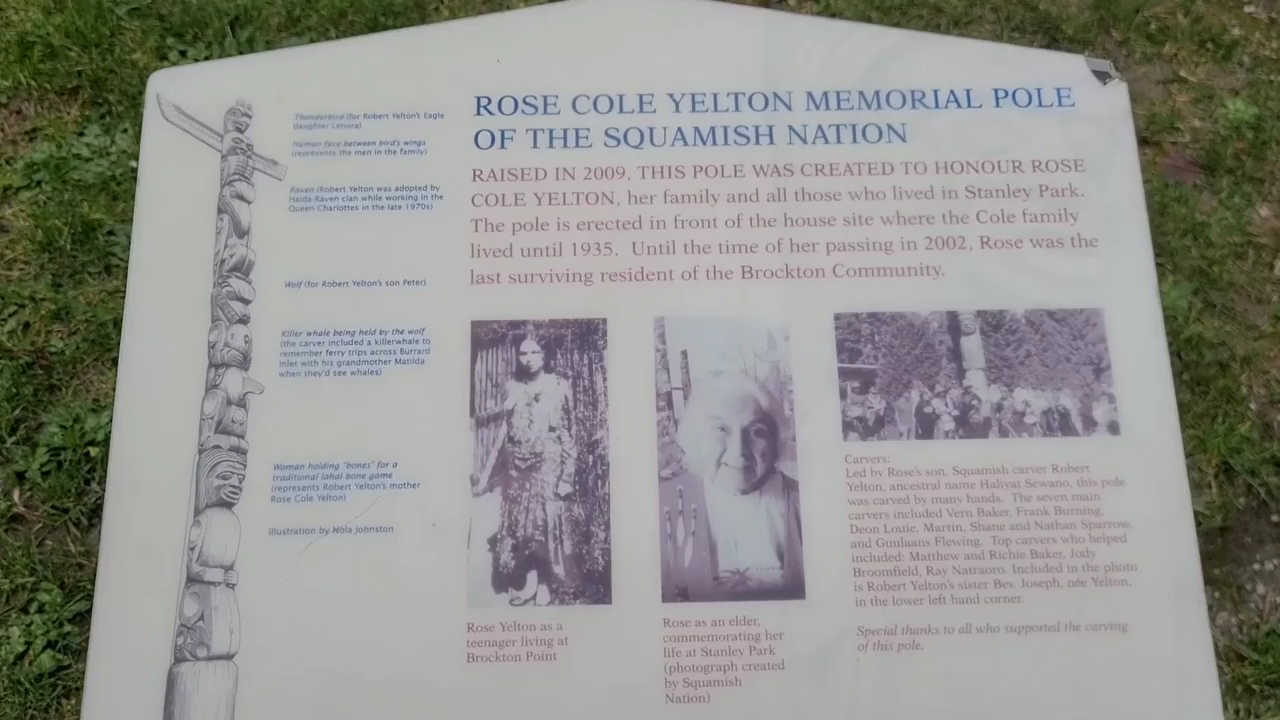 ROSE COLE YELTON MEMORIAL POLE
OF THE SQUAMISH NATION
RAISED IN 2009, THIS POLE WAS CREATED TO HONOUR ROSE
COLE YELTON, her family and all those who lived in Stanley Park.
The pole is erected in front of the house site where the Cole family
lived until 1935. Until the time of her passing in 2002, Rose was the
last surviving resident of the Brockton Community.
Thunderbird (for Robert Yelton's Eagle
daughter Lenora)
Human face between bird's wings
(represents the men in the family)
Raven (Robert Yelton was adopted by
Haida Raven clan while working in the
Queen Charlottes in the late 1970s)
Wolf (for Robert Yelton's son Peter)
Killer whale being held by the wolf
(the carver included a killerwhale to
remember ferry trips across Burrard
Inlet with his grandmother Matilda
when they'd see whales)
Woman holding "bones" for a
traditional lahal bone game
(represents Robert Yelton's mother
Rose Cole Yelton)
Illustration by Nola Johnston
Rose Yelton as a
teenager living at
Brockton Point
Rose as an elder,
commemorating her
life at Stanley Park
(photograph created
by Squamish
Nation)
Carvers:
Led by Rose's son, Squamish carver Robert
Yelton, ancestral name Haliyat Sewano, this pole
was carved by many hands. The seven main
carvers included Vern Baker, Frank Burning,
Deon Louie, Martin, Shane and Nathan Sparrow
and Guulaans Flewing. Top carvers who helped
included: Matthew and Richie Baker, Jody
Broomfield, Ray Natraoro. Included in the photo
is Robert Yelton's sister Bev. Joseph, née Yelton,
in the lower left hand corner.
Special thanks to all who supported the carving
of this pole.